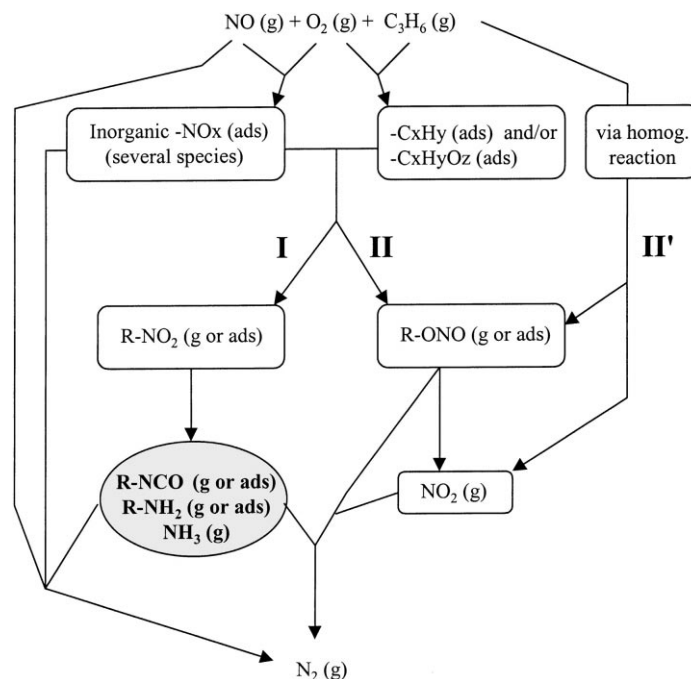 NO (g) + O₂ (g) + C₃H₆ (g)
Inorganic -NOx (ads)
(several species)
-CxHy (ads) and/or
-CxHyOz (ads)
via homog.
reaction
I
II
II'
R-NO₂ (g or ads)
R-ONO (g or ads)
R-NCO (g or ads)
R-NH₂ (g or ads)
NH₃ (g)
NO₂ (g)
N₂ (g)